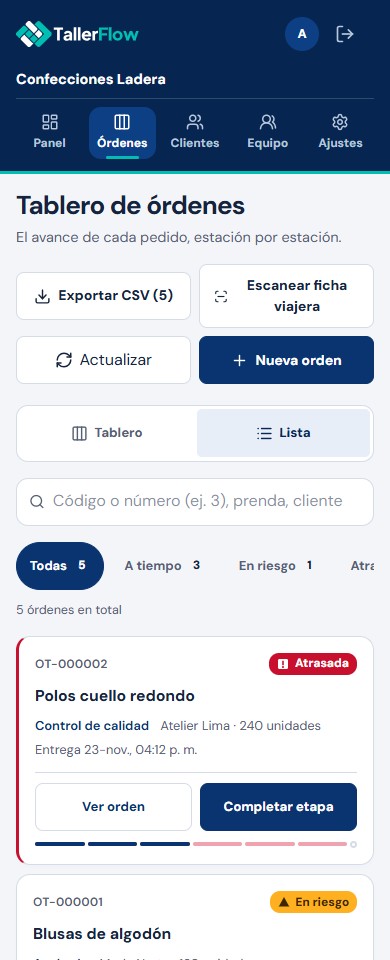 TallerFlow
A
Confecciones Ladera
Panel
Órdenes
Clientes
Equipo
Ajustes
Tablero de órdenes
El avance de cada pedido, estación por estación.
Exportar CSV (5)
Escanear ficha
viajera
Actualizar
Nueva orden
Tablero
Lista
Código o número (ej. 3), prenda, cliente
Todas 5
A tiempo 3
En riesgo 1
5 órdenes en total
OT-000002
Atrasada
Polos cuello redondo
Control de calidad Atelier Lima · 240 unidades
Entrega 23-nov., 04:12 p. m.
Ver orden
Completar etapa
OT-000001
En riesgo
Blusas de algodón